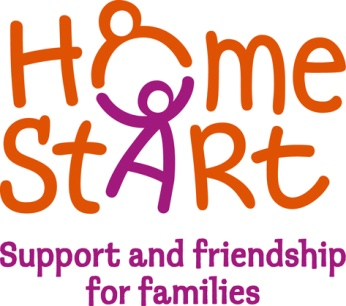 Home
StARt
Support and friendship
for families